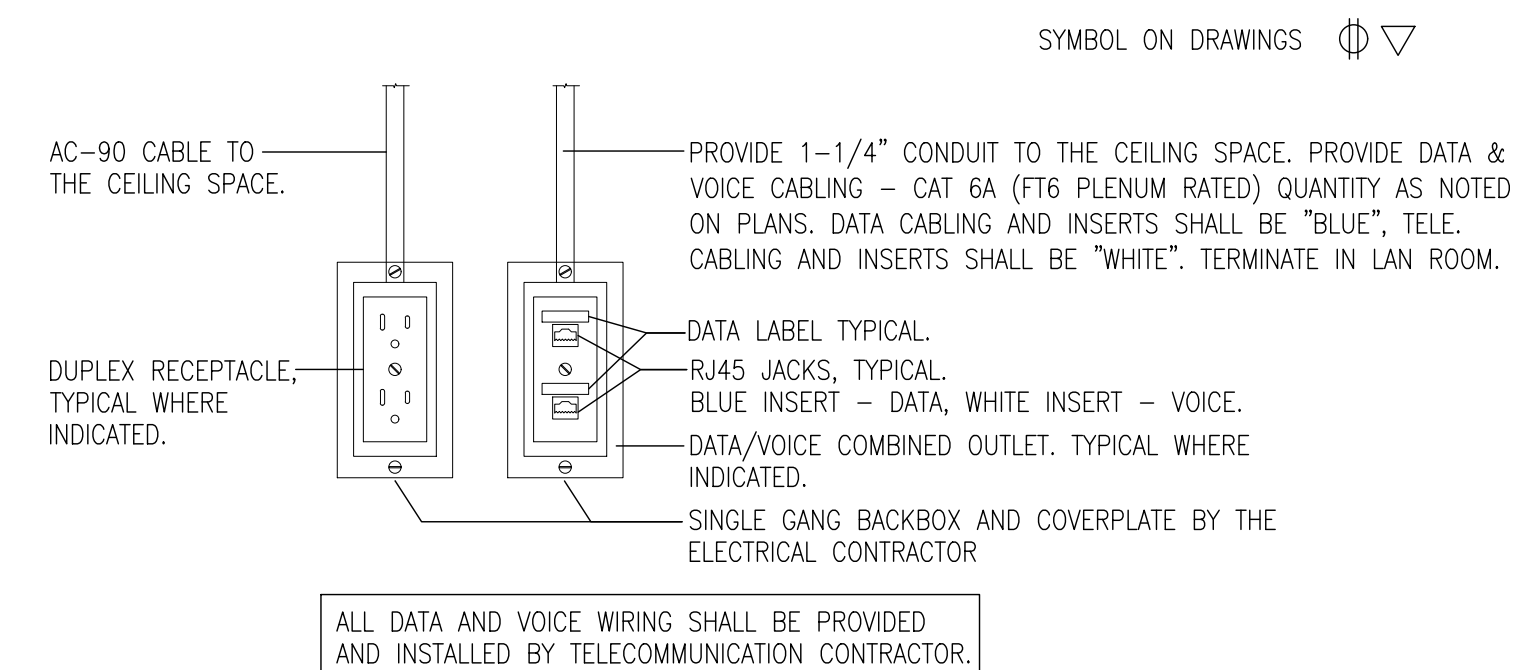 SYMBOL ON DRAWINGS
AC-90 CABLE TO
THE CEILING SPACE.
PROVIDE 1-1/4" CONDUIT TO THE CEILING SPACE. PROVIDE DATA &
VOICE CABLING – CAT 6A (FT6 PLENUM RATED) QUANTITY AS NOTED
ON PLANS. DATA CABLING AND INSERTS SHALL BE "BLUE", TELE.
CABLING AND INSERTS SHALL BE "WHITE". TERMINATE IN LAN ROOM.
DATA LABEL TYPICAL.
DUPLEX RECEPTACLE,
TYPICAL WHERE
INDICATED.
RJ45 JACKS, TYPICAL.
BLUE INSERT – DATA, WHITE INSERT – VOICE.
DATA/VOICE COMBINED OUTLET. TYPICAL WHERE
INDICATED.
SINGLE GANG BACKBOX AND COVERPLATE BY THE
ELECTRICAL CONTRACTOR
ALL DATA AND VOICE WIRING SHALL BE PROVIDED
AND INSTALLED BY TELECOMMUNICATION CONTRACTOR.